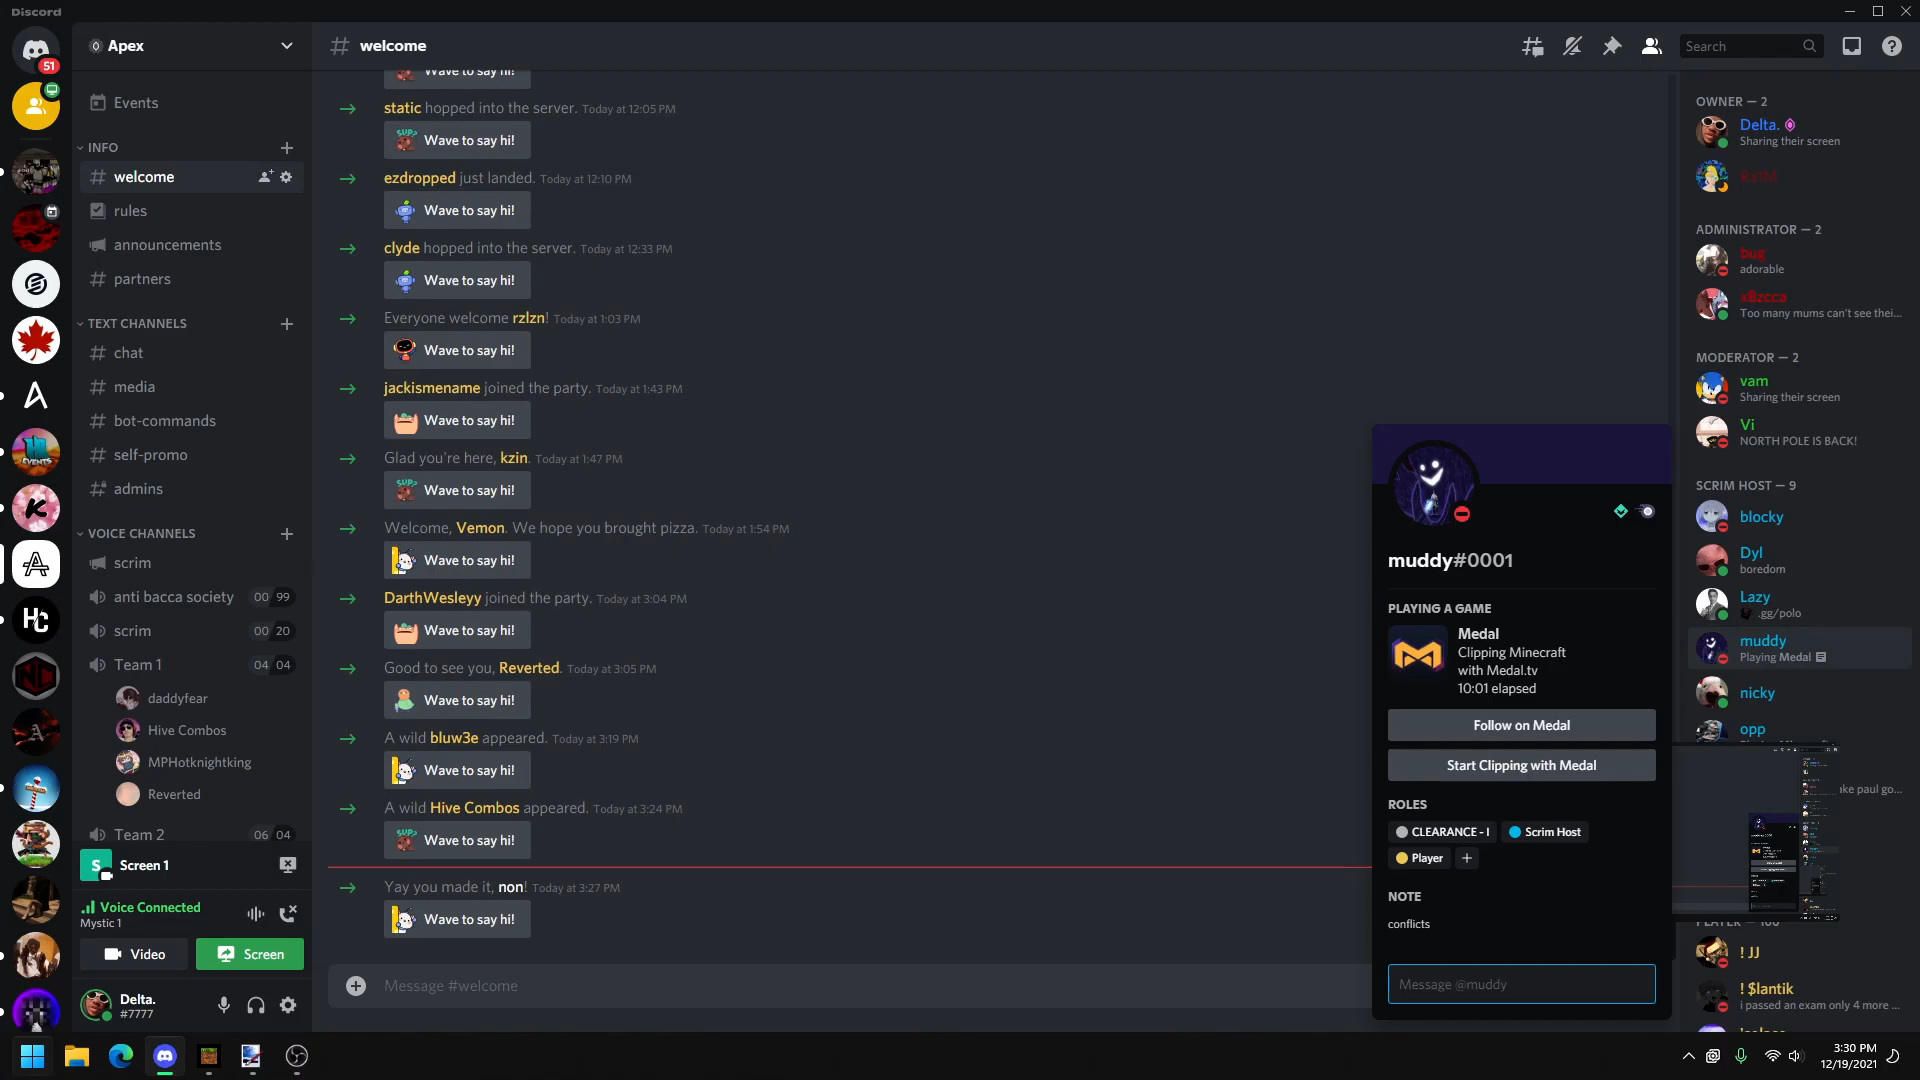 Discord
51
Apex
Events
INFO
welcome
rules
announcements
partners
TEXT CHANNELS
chat
media
bot-commands
self-promo
admins
VOICE CHANNELS
scrim
anti bacca society
00 99
scrim
00 20
Team 1
04 04
daddyfear
Hive Combos
MPHotknightking
Reverted
Team 2
06 04
S
Screen 1
Voice Connected
Mystic 1
Video
Screen
Delta.
#7777
welcome
Search
Wave to say hi!
static hopped into the server. Today at 12:05 PM
Wave to say hi!
ezdropped just landed. Today at 12:10 PM
Wave to say hi!
clyde hopped into the server. Today at 12:33 PM
Wave to say hi!
Everyone welcome rzlzn! Today at 1:03 PM
Wave to say hi!
jackismename joined the party. Today at 1:43 PM
Wave to say hi!
Glad you're here, kzin. Today at 1:47 PM
Wave to say hi!
Welcome, Vemon. We hope you brought pizza. Today at 1:54 PM
Wave to say hi!
DarthWesleyy joined the party. Today at 3:04 PM
Wave to say hi!
Good to see you, Reverted. Today at 3:05 PM
Wave to say hi!
A wild bluw3e appeared. Today at 3:19 PM
Wave to say hi!
A wild Hive Combos appeared. Today at 3:24 PM
Wave to say hi!
Yay you made it, non! Today at 3:27 PM
Wave to say hi!
Message #welcome
muddy#0001
PLAYING A GAME
Medal
Clipping Minecraft
with Medal.tv
10:01 elapsed
Follow on Medal
Start Clipping with Medal
ROLES
CLEARANCE - I
Scrim Host
Player
NOTE
conflicts
Message @muddy
OWNER — 2
Delta.
Sharing their screen
ADMINISTRATOR — 2
bug
adorable
xBzcca
Too many mums can't see thei...
MODERATOR — 2
vam
Sharing their screen
Vi
NORTH POLE IS BACK!
SCRIM HOST — 9
blocky
Dyl
boredom
Lazy
.gg/polo
muddy
Playing Medal
nicky
opp
ake paul go...
! JJ
! $lantik
i passed an exam only 4 more ...
3:30 PM
12/19/2021